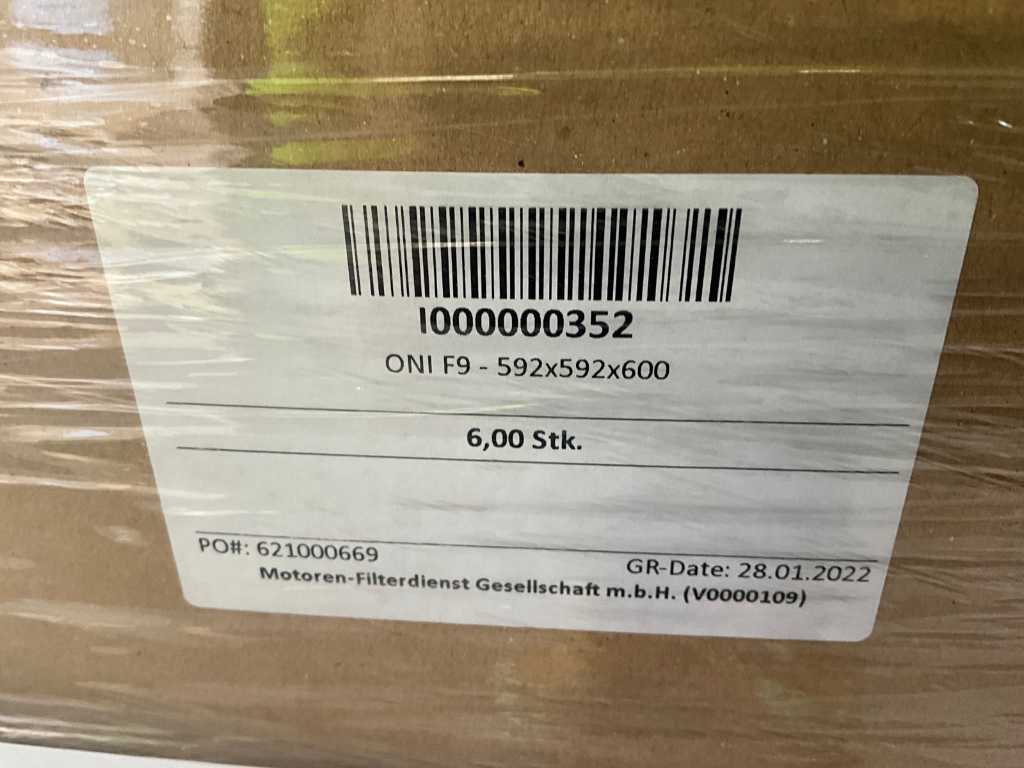 I000000352
ONI F9 - 592x592x600
6,00 Stk.
PO#: 621000669
GR-Date: 28.01.2022
Motoren-Filterdienst Gesellschaft m.b.H. (V0000109)